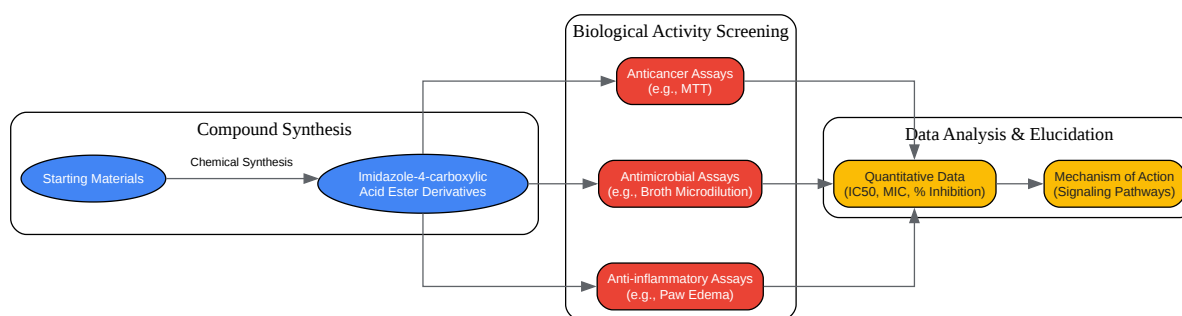 Biological Activity Screening
Anticancer Assays
(e.g., MTT)
Compound Synthesis
Data Analysis & Elucidation
Chemical Synthesis
Starting Materials
Imidazole-4-carboxylic
Acid Ester Derivatives
Antimicrobial Assays
(e.g., Broth Microdilution)
Quantitative Data
(IC50, MIC, % Inhibition)
Mechanism of Action
(Signaling Pathways)
Anti-inflammatory Assays
(e.g., Paw Edema)